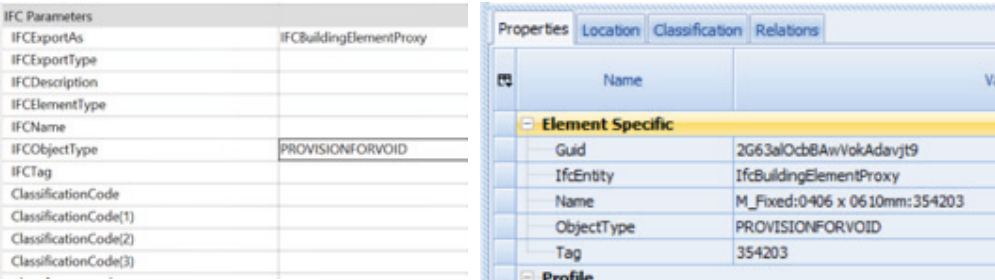 IFC Parameters
IFCExportAs IFCBuildingElementProxy
IFCExportType
IFCDescription
IFCElementType
IFCName
IFCObjectType PROVISIONFORVOID
IFCTag
ClassificationCode
ClassificationCode(1)
ClassificationCode(2)
ClassificationCode(3)
Properties Location Classification Relations
Name
Element Specific
Guid 2G63alOcbBAwVokAdavjt9
IfcEntity IfcBuildingElementProxy
Name M_Fixed:0406 x 0610mm:354203
ObjectType PROVISIONFORVOID
Tag 354203
Profile